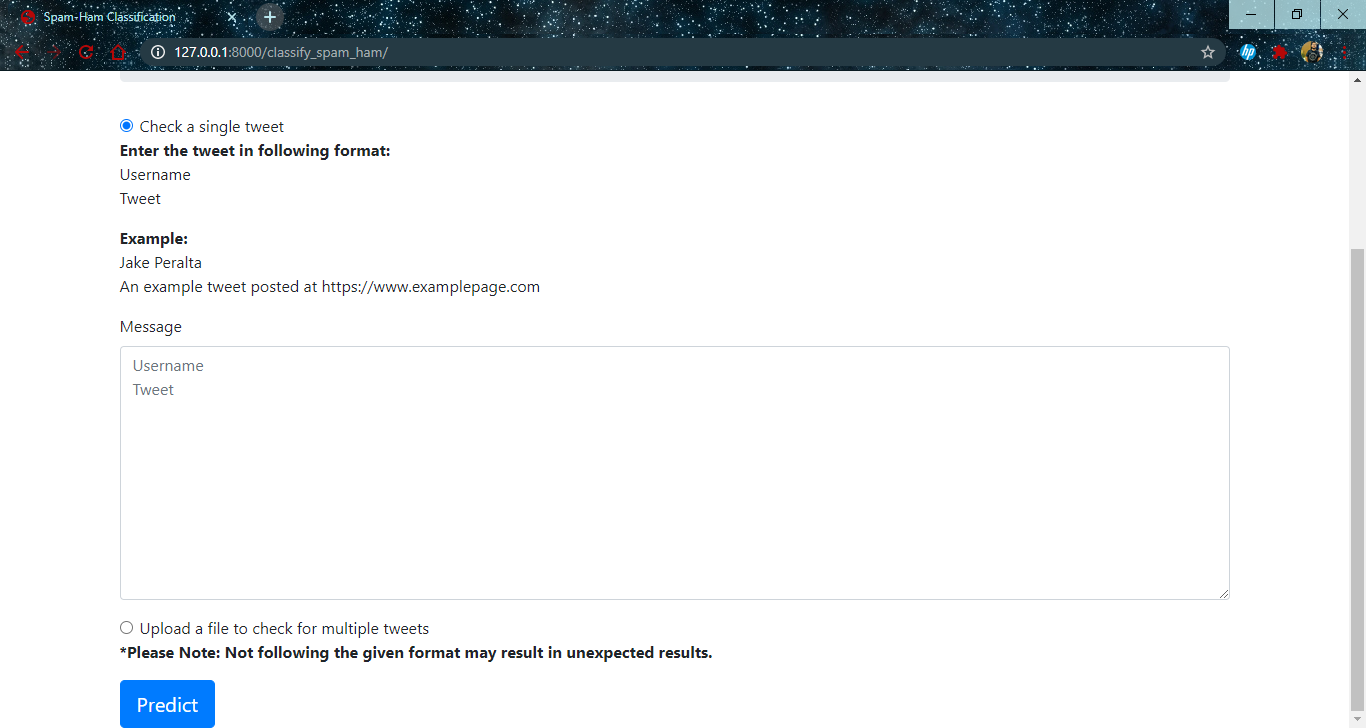 Spam-Ham Classification
127.0.0.1:8000/classify_spam_ham/
hp
Check a single tweet
Enter the tweet in following format:
Username
Tweet
Example:
Jake Peralta
An example tweet posted at https://www.examplepage.com
Message
Username
Tweet
Upload a file to check for multiple tweets
*Please Note: Not following the given format may result in unexpected results.
Predict